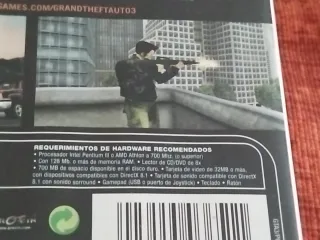 GAMES.COM/GRANDTHEFTAUTO3
REQUERIMIENTOS DE HARDWARE RECOMENDADOS
• Procesador Intel Pentium III o AMD Athlon a 700 Mhz. (o superior)
• Con 128 Mb. o más de memoria RAM. • Lector de CD/DVD de 8x
• 700 MB de espacio disponible en el disco duro. • Tarjeta de video de 32MB o más,
con dispositivos compatibles con DirectX 8.1 • Tarjeta de sonido compatible con DirectX
8.1 con sonido surround • Gamepad (USB o puerto de Joystick) • Teclado • Ratón